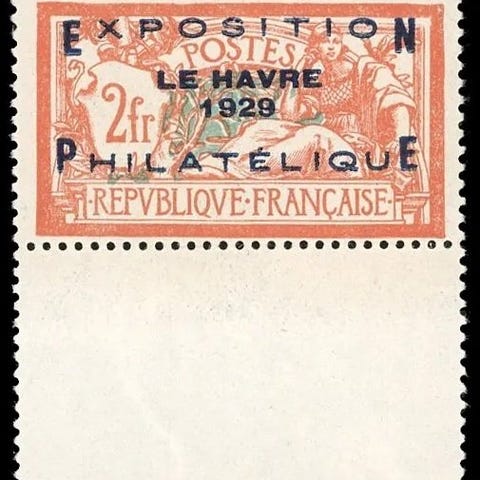 EXPOSITION
POSTES
LE HAVRE
2fr
1929
PHILATÉLIQUE
·REPVBLIQVE·FRANÇAISE·